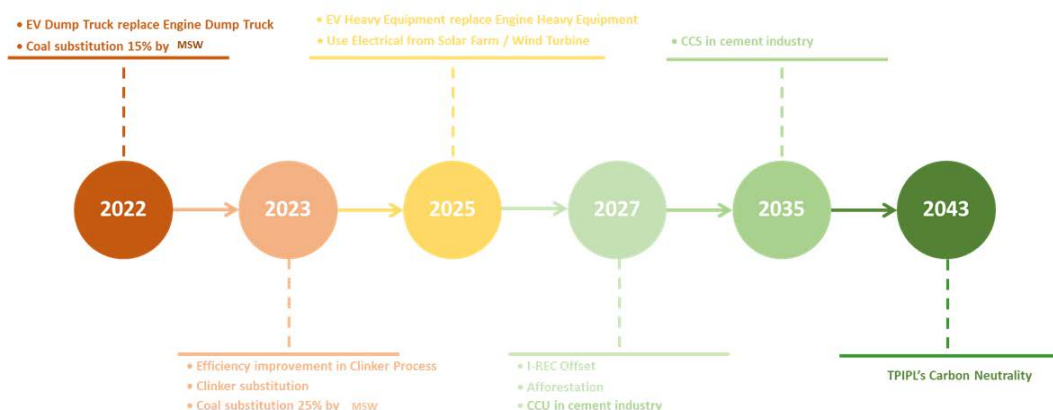 • EV Dump Truck replace Engine Dump Truck
• Coal substitution 15% by MSW
• EV Heavy Equipment replace Engine Heavy Equipment
• Use Electrical from Solar Farm / Wind Turbine
• CCS in cement industry
2022
2023
2025
2027
2035
2043
• Efficiency improvement in Clinker Process
• Clinker substitution
• Coal substitution 25% by MSW
• I-REC Offset
• Afforestation
• CCU in cement industry
TPIPL's Carbon Neutrality